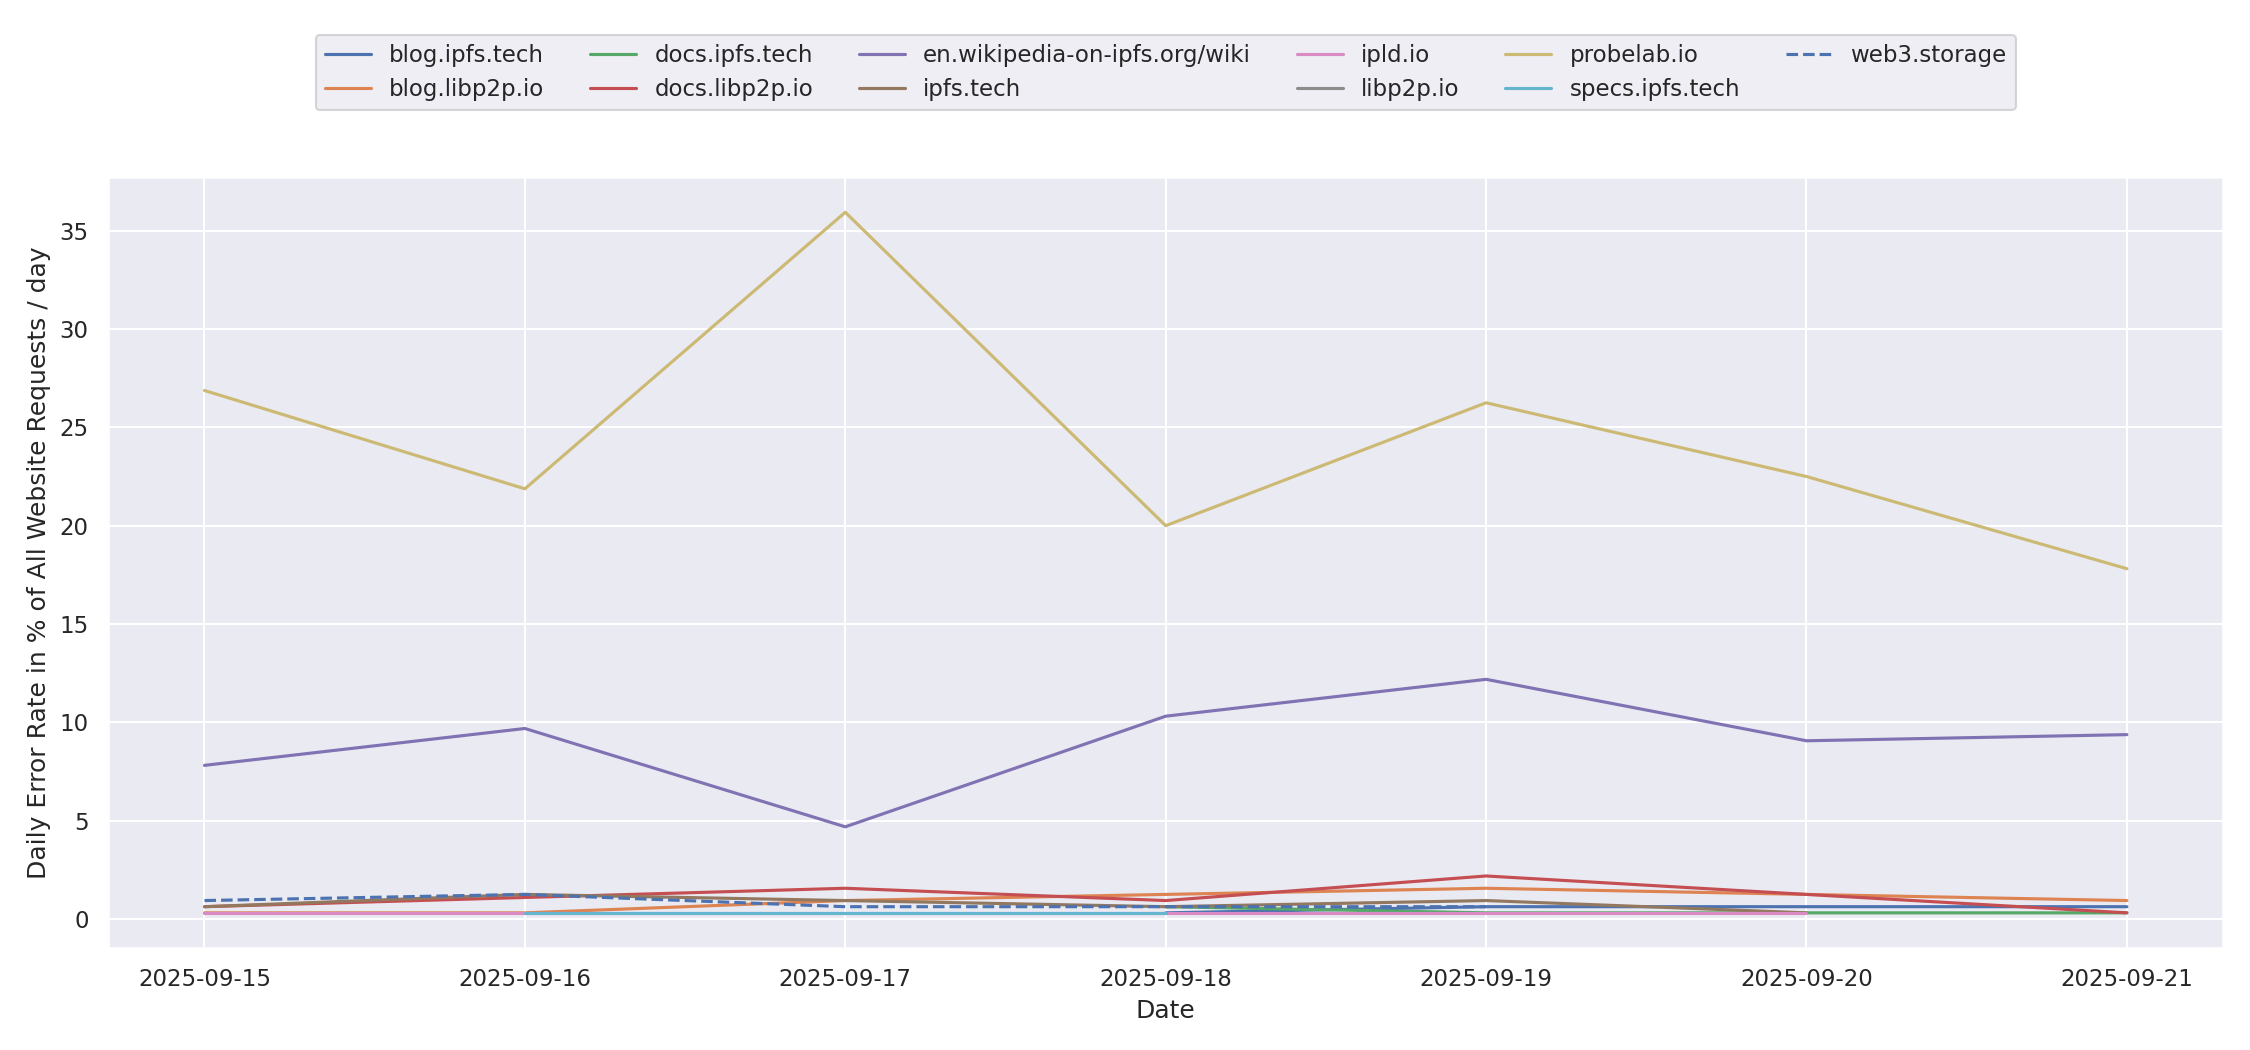 blog.ipfs.tech docs.ipfs.tech en.wikipedia-on-ipfs.org/wiki ipld.io probelab.io web3.storage
blog.libp2p.io docs.libp2p.io ipfs.tech libp2p.io specs.ipfs.tech
Daily Error Rate in % of All Website Requests / day
35
30
25
20
15
10
5
0
2025-09-15 2025-09-16 2025-09-17 2025-09-18 2025-09-19 2025-09-20 2025-09-21
Date